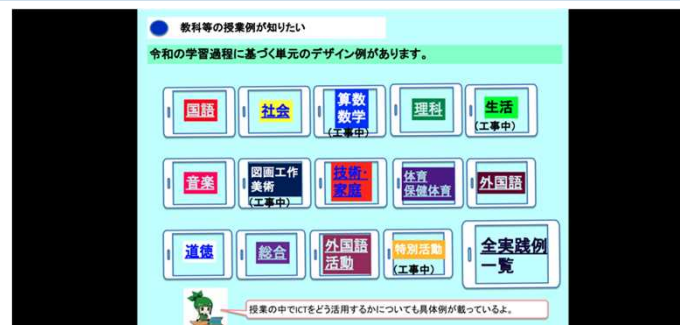 教科等の授業例が知りたい
令和の学習過程に基づく単元のデザイン例があります。
国語
社会
算数
数学
(工事中)
理科
生活
(工事中)
音楽
図画工作
美術
(工事中)
技術・
家庭
体育
保健体育
外国語
道徳
総合
外国語
活動
特別活動
(工事中)
全実践例
一覧
授業の中でICTをどう活用するかについても具体例が載っているよ。